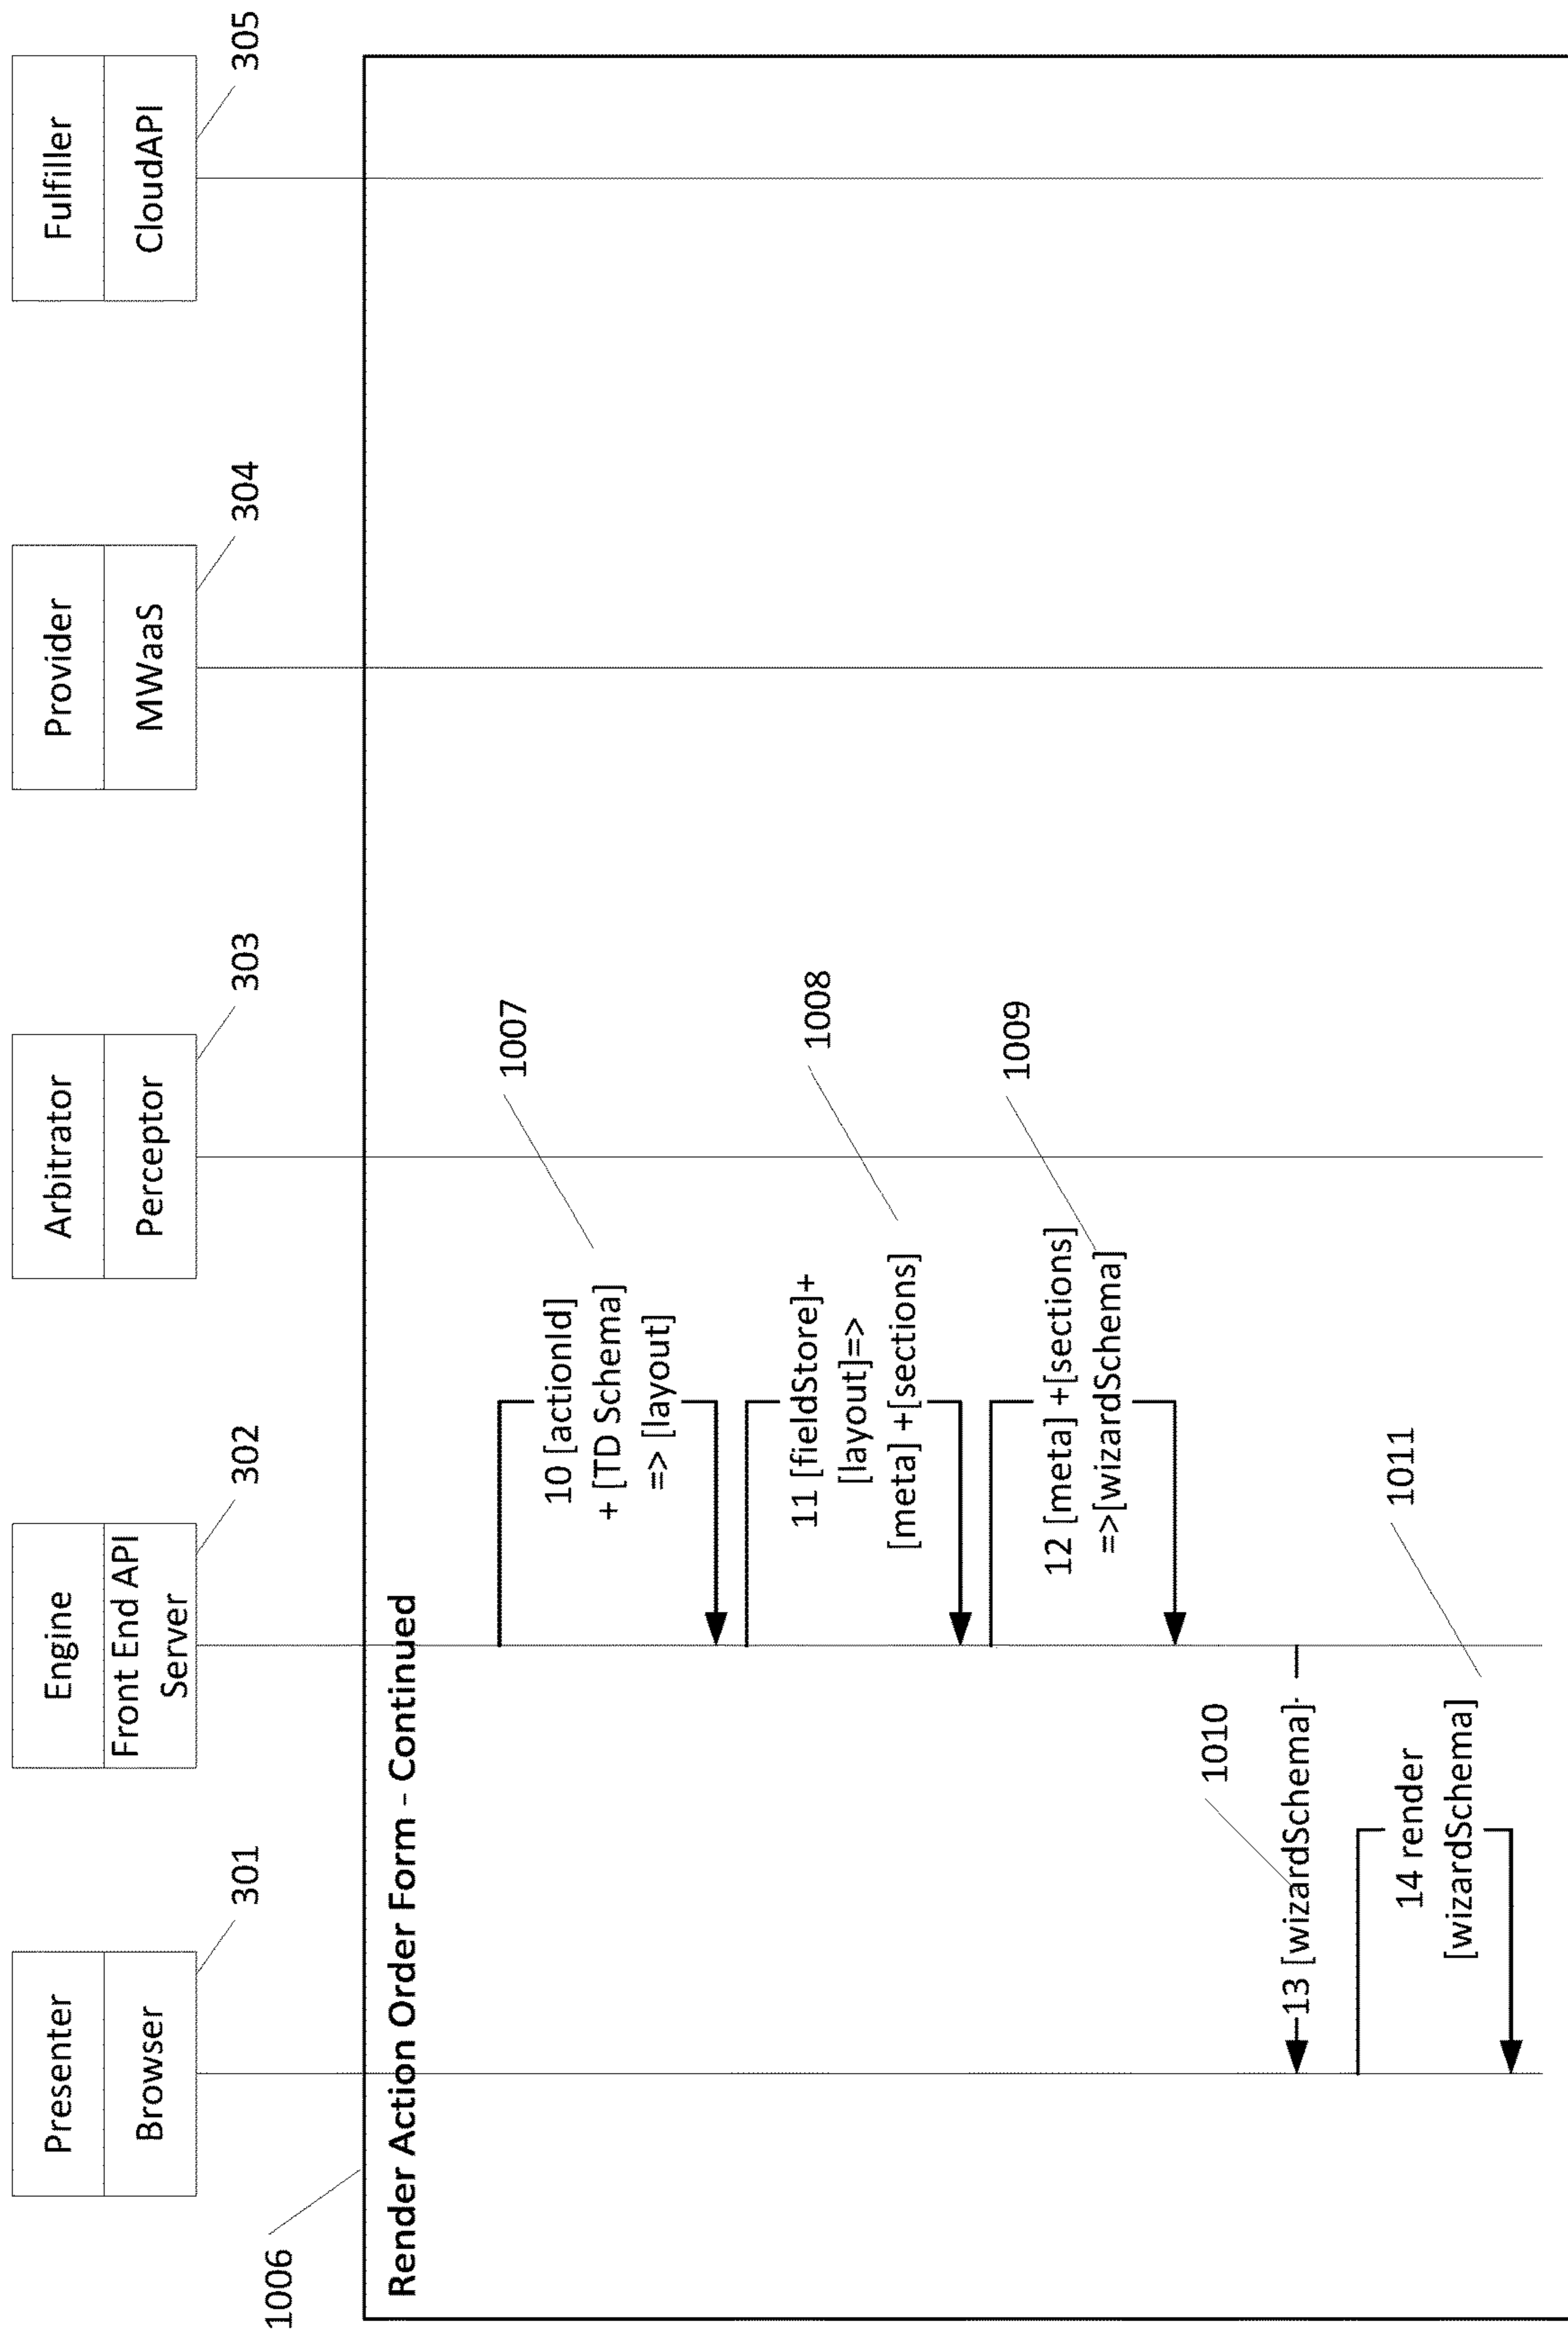 Presenter
Browser
301
Engine
Front End API
Server
302
Arbitrator
Perceptor
303
Provider
MWaaS
304
Fulfiller
CloudAPI
305
1006
Render Action Order Form - Continued
10 [actionId]
+ [TD Schema]
=> [layout]
1007
11 [fieldStore]+
[layout]=>
[meta] +[sections]
1008
12 [meta] +[sections]
=>[wizardSchema]
1009
13 [wizardSchema]
1010
14 render
[wizardSchema]
1011